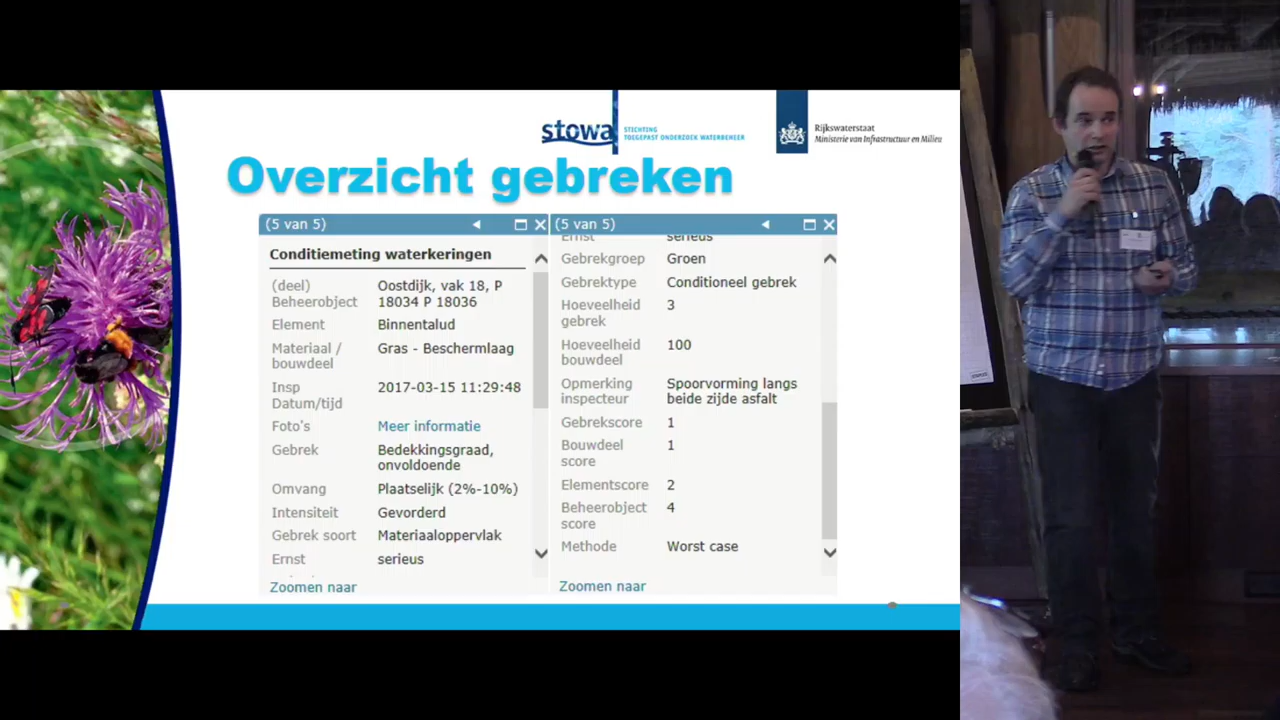 stowa
STICHTING
TOEGEPAST ONDERZOEK WATERBEHEER
Rijkswaterstaat
Ministerie van Infrastructuur en Milieu
Overzicht gebreken
(5 van 5)
Conditiemeting waterkeringen
(deel) Oostdijk, vak 18, P
Beheerobject 18034 P 18036
Element Binnentalud
Materiaal / Gras - Beschermlaag
bouwdeel
Insp 2017-03-15 11:29:48
Datum/tijd
Foto's Meer informatie
Gebrek Bedekkingsgraad,
onvoldoende
Omvang Plaatselijk (2%-10%)
Intensiteit Gevorderd
Gebrek soort Materiaaloppervlak
Ernst serieus
Zoomen naar
(5 van 5)
Ernst serieus
Gebrekgroep Groen
Gebrektype Conditioneel gebrek
Hoeveelheid 3
gebrek
Hoeveelheid 100
bouwdeel
Opmerking Spoorvorming langs
inspecteur beide zijde asfalt
Gebrekscore 1
Bouwdeel 1
score
Elementscore 2
Beheerobject 4
score
Methode Worst case
Zoomen naar